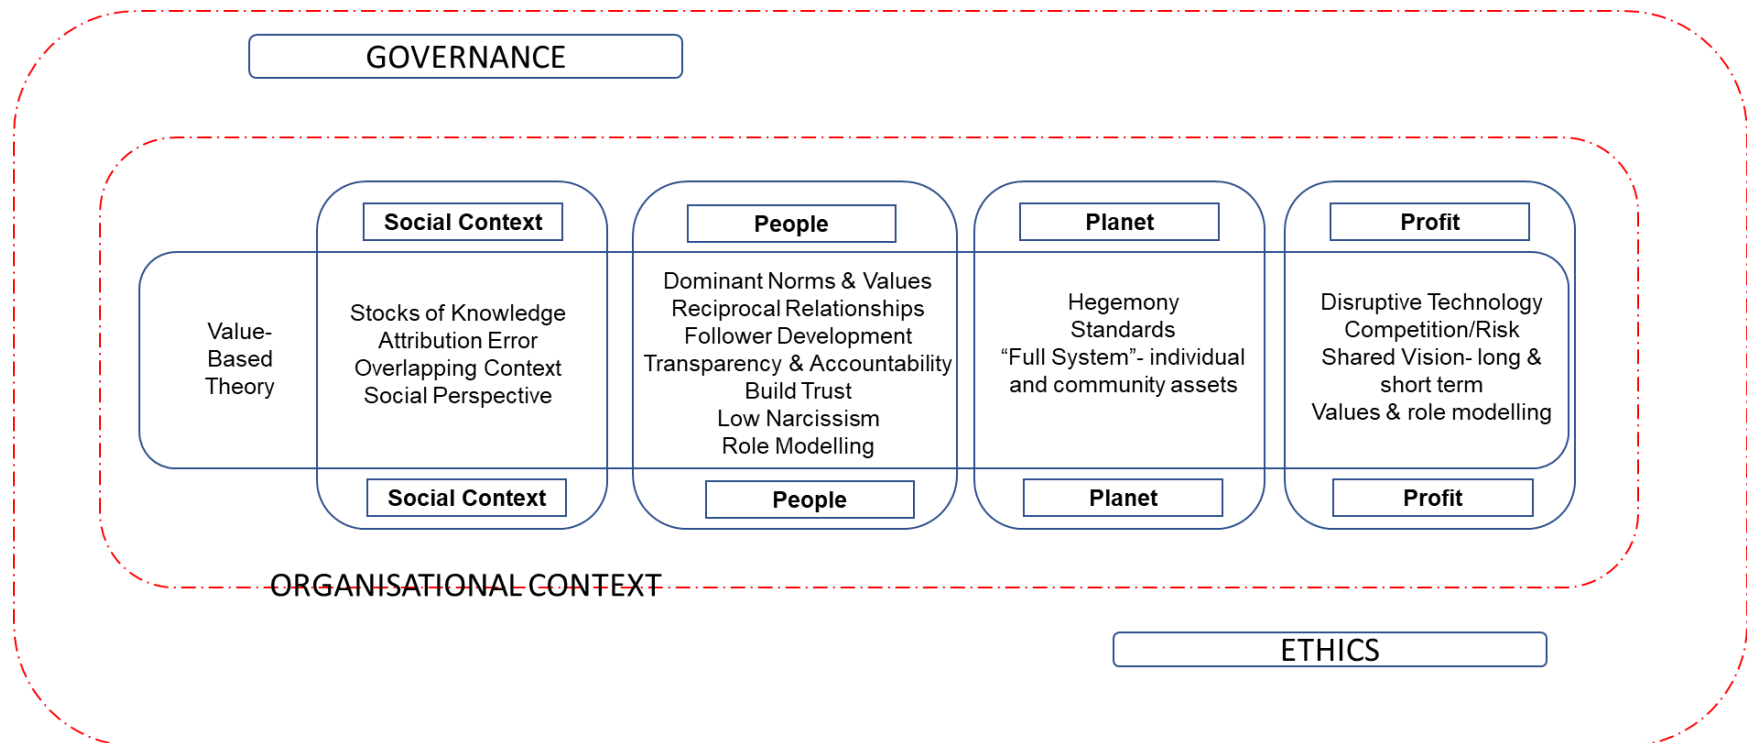 GOVERNANCE
Social Context
People
Planet
Profit
Value-
Based
Theory
Stocks of Knowledge
Attribution Error
Overlapping Context
Social Perspective
Dominant Norms & Values
Reciprocal Relationships
Follower Development
Transparency & Accountability
Build Trust
Low Narcissism
Role Modelling
Hegemony
Standards
“Full System”- individual
and community assets
Disruptive Technology
Competition/Risk
Shared Vision- long &
short term
Values & role modelling
Social Context
People
Planet
Profit
ORGANISATIONAL CONTEXT
ETHICS